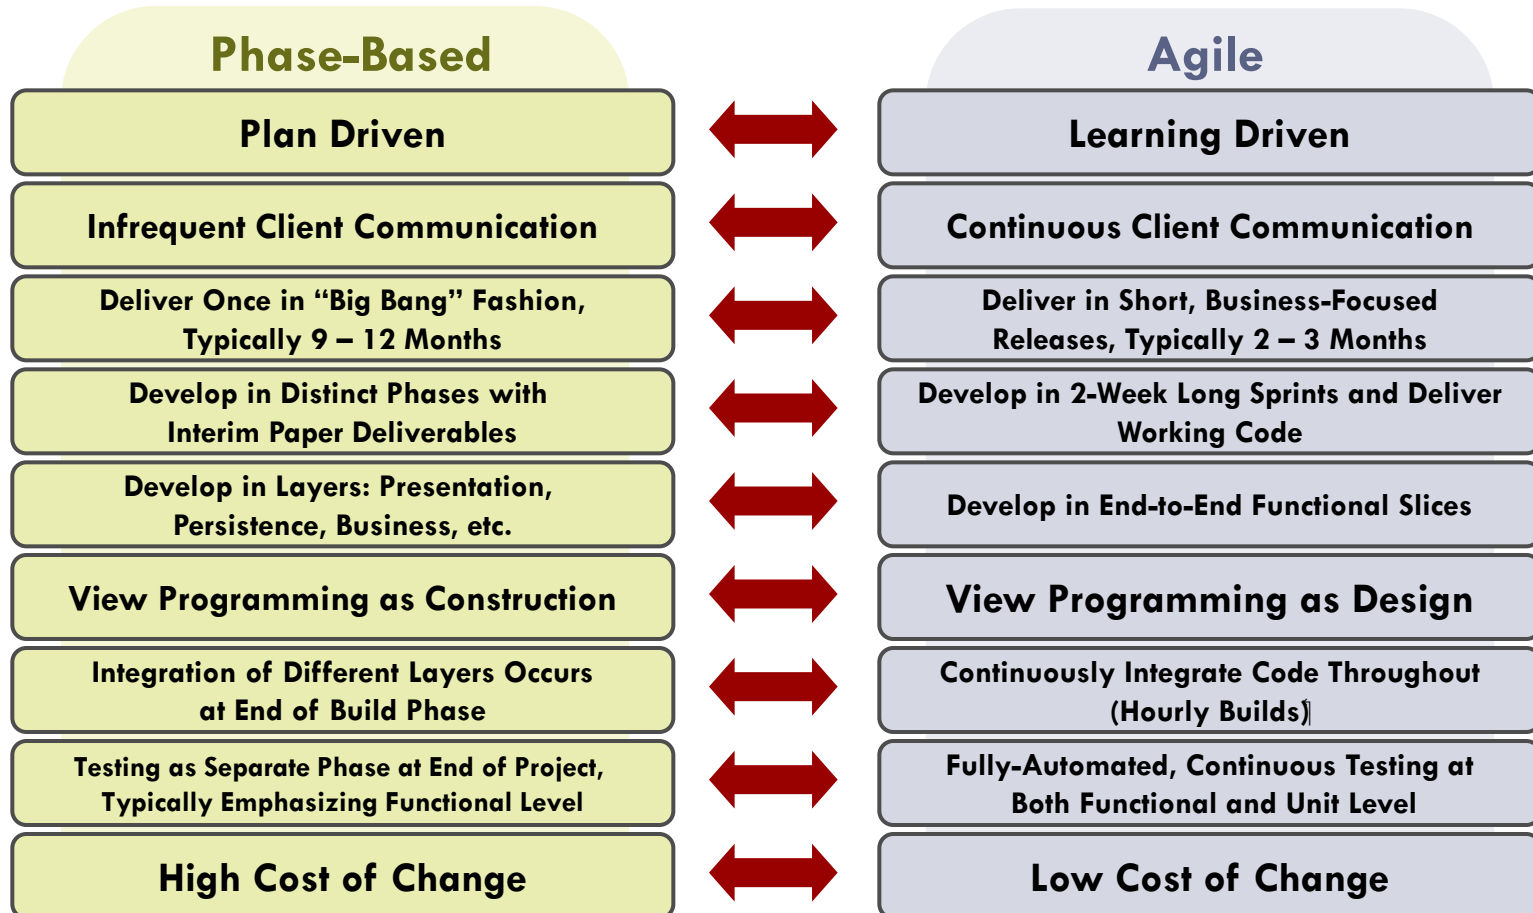 Phase-Based
Agile
Plan Driven
Learning Driven
Infrequent Client Communication
Continuous Client Communication
Deliver Once in “Big Bang” Fashion,
Typically 9 – 12 Months
Deliver in Short, Business-Focused
Releases, Typically 2 – 3 Months
Develop in Distinct Phases with
Interim Paper Deliverables
Develop in 2-Week Long Sprints and Deliver
Working Code
Develop in Layers: Presentation,
Persistence, Business, etc.
Develop in End-to-End Functional Slices
View Programming as Construction
View Programming as Design
Integration of Different Layers Occurs
at End of Build Phase
Continuously Integrate Code Throughout
(Hourly Builds)
Testing as Separate Phase at End of Project,
Typically Emphasizing Functional Level
Fully-Automated, Continuous Testing at
Both Functional and Unit Level
High Cost of Change
Low Cost of Change